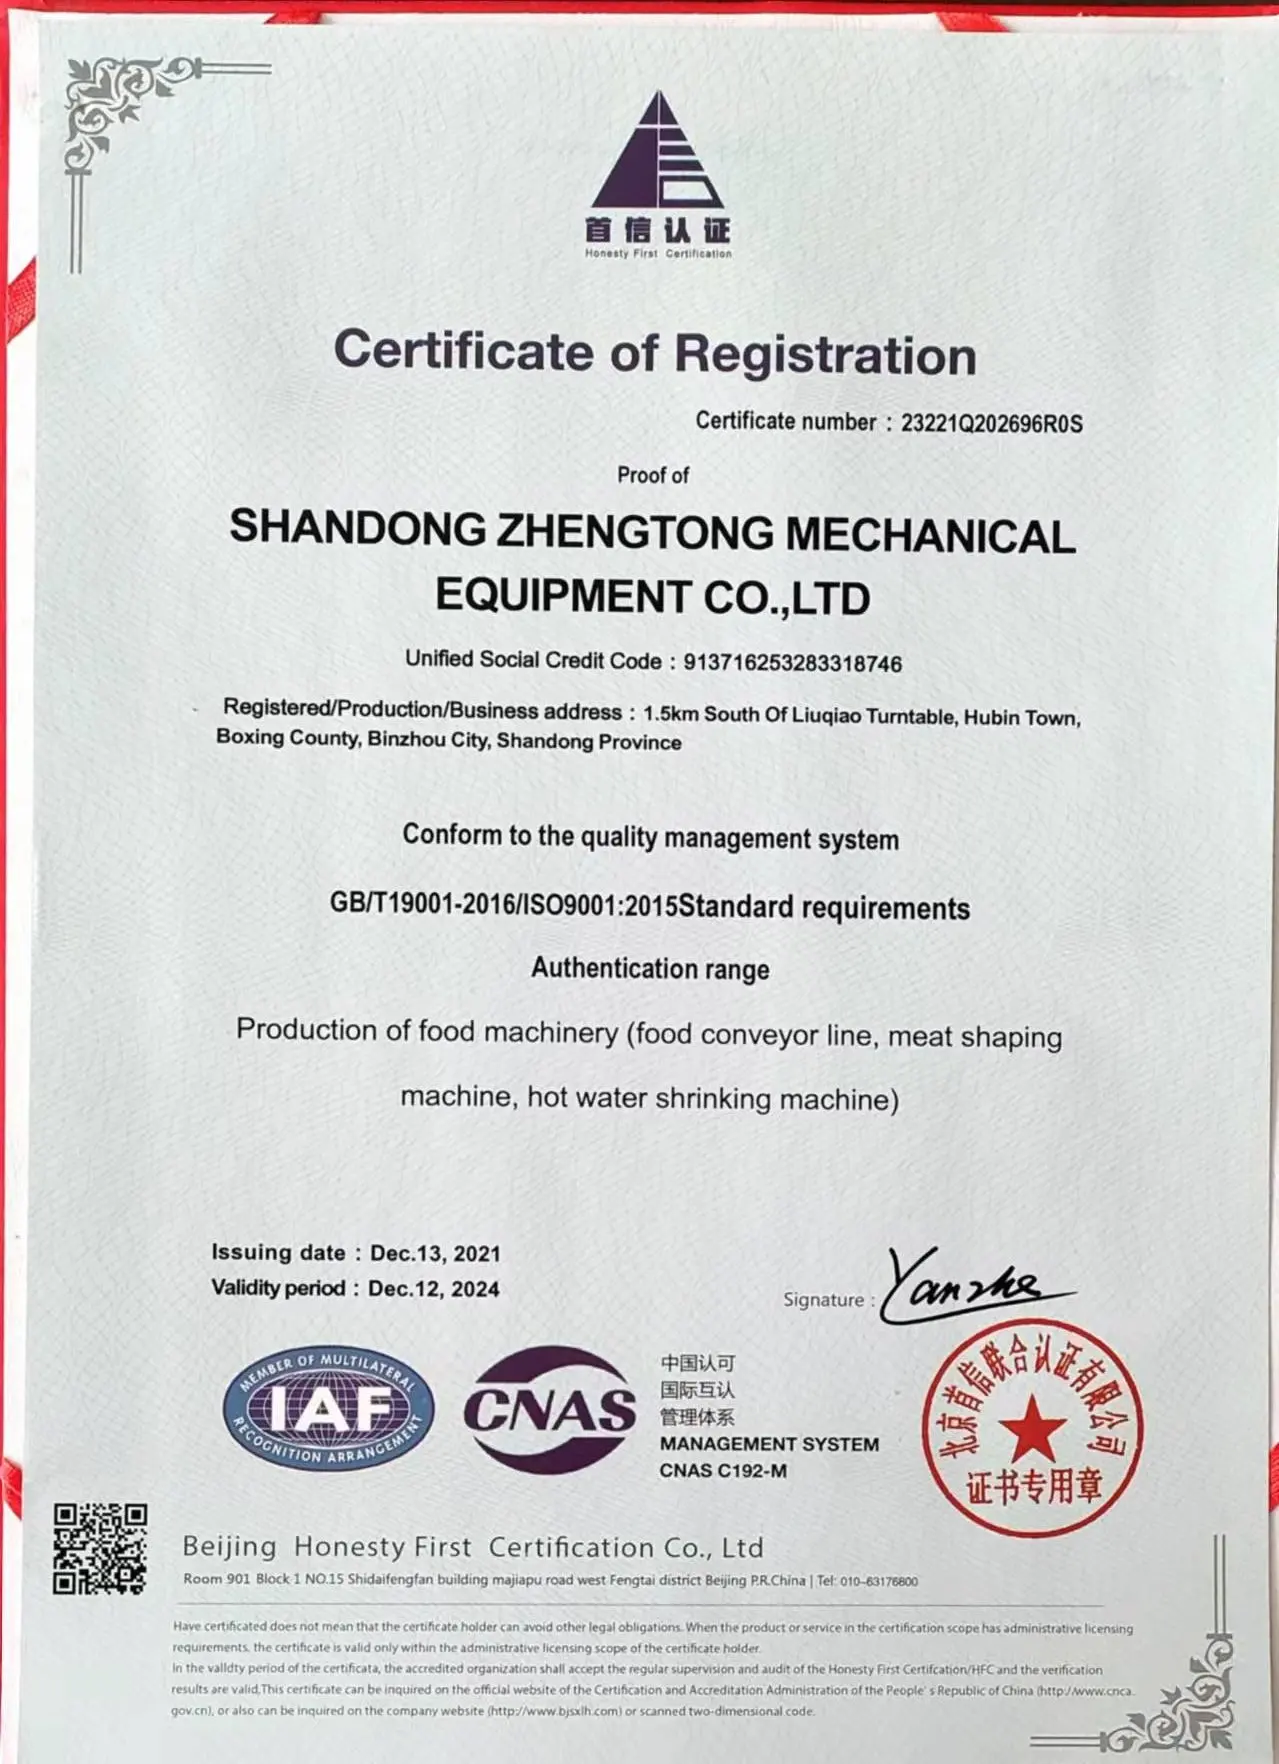 首信认证
Honesty First Certification
Certificate of Registration
Certificate number : 23221Q202696R0S
Proof of
SHANDONG ZHENGTONG MECHANICAL
EQUIPMENT CO.,LTD
Unified Social Credit Code : 913716253283318746
Registered/Production/Business address : 1.5km South Of Liuqiao Turntable, Hubin Town,
Boxing County, Binzhou City, Shandong Province
Conform to the quality management system
GB/T19001-2016/ISO9001:2015Standard requirements
Authentication range
Production of food machinery (food conveyor line, meat shaping
machine, hot water shrinking machine)
Issuing date : Dec.13, 2021
Validity period : Dec.12, 2024
Signature : Yanzhe
MEMBER OF MULTILATERAL
IAF
RECOGNITION ARRANGEMENT
CNAS
中国认可
国际互认
管理体系
MANAGEMENT SYSTEM
CNAS C192-M
北京首信联合认证有限公司
证书专用章
Beijing Honesty First Certification Co., Ltd
Room 901 Block 1 NO.15 Shidaifengfan building majiapu road west Fengtai district Beijing P.R.China | Tel: 010-63176800
Have certificated does not mean that the certificate holder can avoid other legal obligations. When the product or service in the certification scope has administrative licensing
requirements, the certificate is valid only within the administrative licensing scope of the certificate holder.
In the valldty period of the certificata, the accredited organization shall accept the regular supervision and audit of the Honesty First Certifcation/HFC and the verification
results are valid,This certificate can be inquired on the official website of the Certification and Accreditation Administration of the People' s Republic of China (http://www.cnca.
gov.cn), or also can be inquired on the company website (http://www.bjsxlh.com) or scanned two-dimensional code.